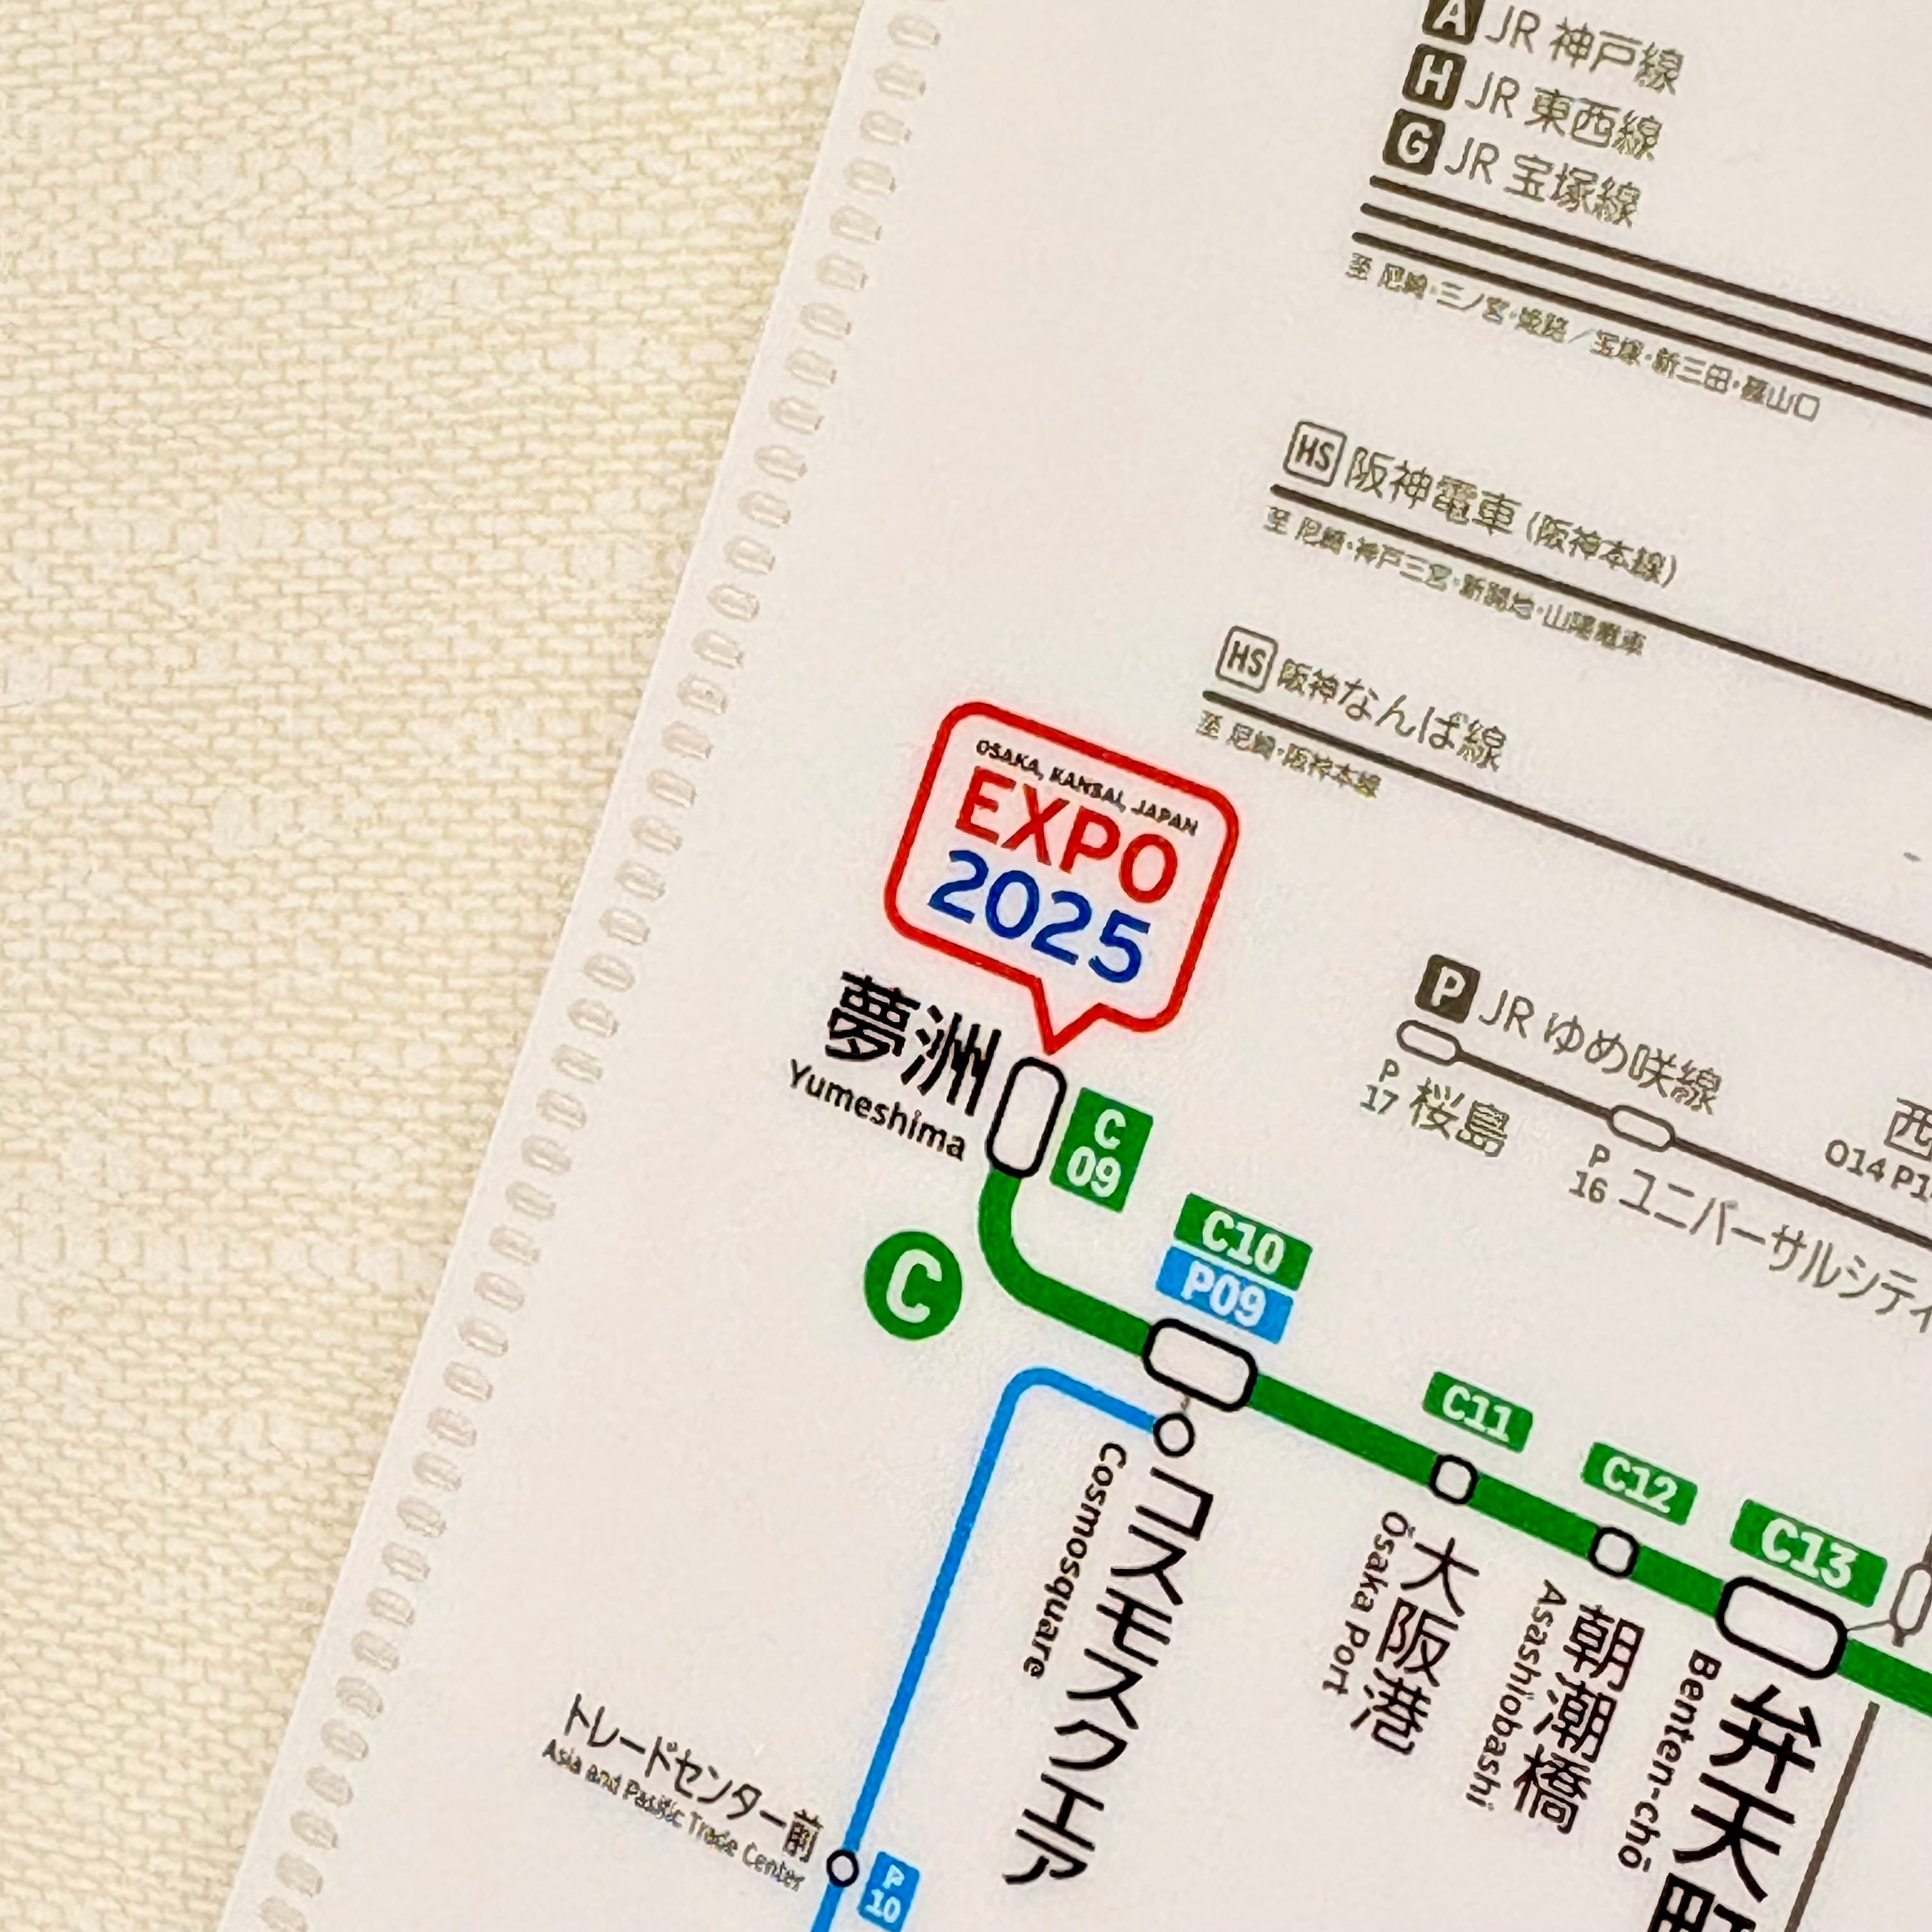 A JR 神戸線
H JR 東西線
G JR 宝塚線
至 尼崎・三ノ宮・姫路／宝塚・新三田・篠山口
HS 阪神電車 (阪神本線)
至 尼崎・神戸三宮・新開地・山陽電車
HS 阪神なんば線
至 尼崎・阪神本線
OSAKA, KANSAI, JAPAN
EXPO
2025
夢洲
Yumeshima
C
09
P JR ゆめ咲線
P
17 桜島
P
16 ユニバーサルシティ
西
O14 P1
C
C10
P09
コスモスクエア
Cosmosquare
C11
大阪港
Ōsaka Port
C12
朝潮橋
Asashiobashi
C13
弁天町
Benten-chō
トレードセンター前
Asia and Pacific Trade Center
P
10